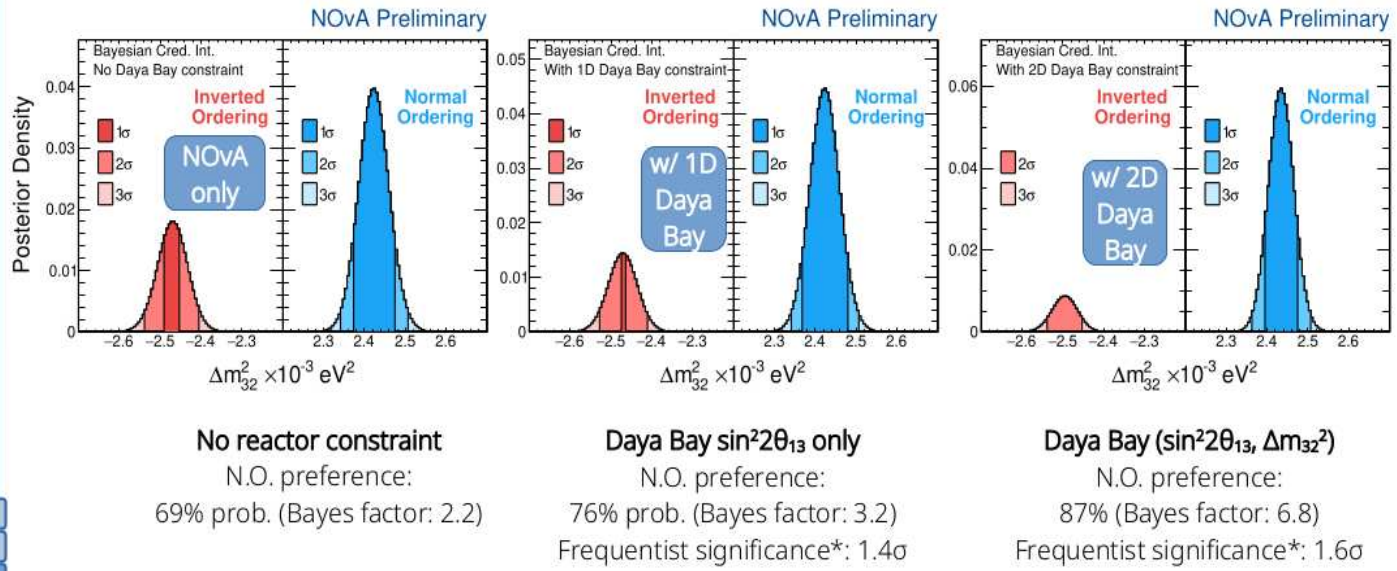 NOvA Preliminary
Bayesian Cred. Int.
No Daya Bay constraint
Inverted
Ordering
Normal
Ordering
1σ
2σ
3σ
1σ
2σ
3σ
NOvA
only
Posterior Density
0.04
0.03
0.02
0.01
0
−2.6 −2.5 −2.4 −2.3 2.3 2.4 2.5 2.6
Δm²₃₂ ×10⁻³ eV²
NOvA Preliminary
Bayesian Cred. Int.
With 1D Daya Bay constraint
Inverted
Ordering
Normal
Ordering
1σ
2σ
3σ
1σ
2σ
3σ
w/ 1D
Daya
Bay
0.05
0.04
0.03
0.02
0.01
0
−2.6 −2.5 −2.4 −2.3 2.3 2.4 2.5 2.6
Δm²₃₂ ×10⁻³ eV²
NOvA Preliminary
Bayesian Cred. Int.
With 2D Daya Bay constraint
Inverted
Ordering
Normal
Ordering
2σ
3σ
1σ
2σ
3σ
w/ 2D
Daya
Bay
0.06
0.04
0.02
0
−2.6 −2.5 −2.4 −2.3 2.3 2.4 2.5 2.6
Δm²₃₂ ×10⁻³ eV²
No reactor constraint
N.O. preference:
69% prob. (Bayes factor: 2.2)
Daya Bay sin²2θ₁₃ only
N.O. preference:
76% prob. (Bayes factor: 3.2)
Frequentist significance*: 1.4σ
Daya Bay (sin²2θ₁₃, Δm₃₂²)
N.O. preference:
87% (Bayes factor: 6.8)
Frequentist significance*: 1.6σ